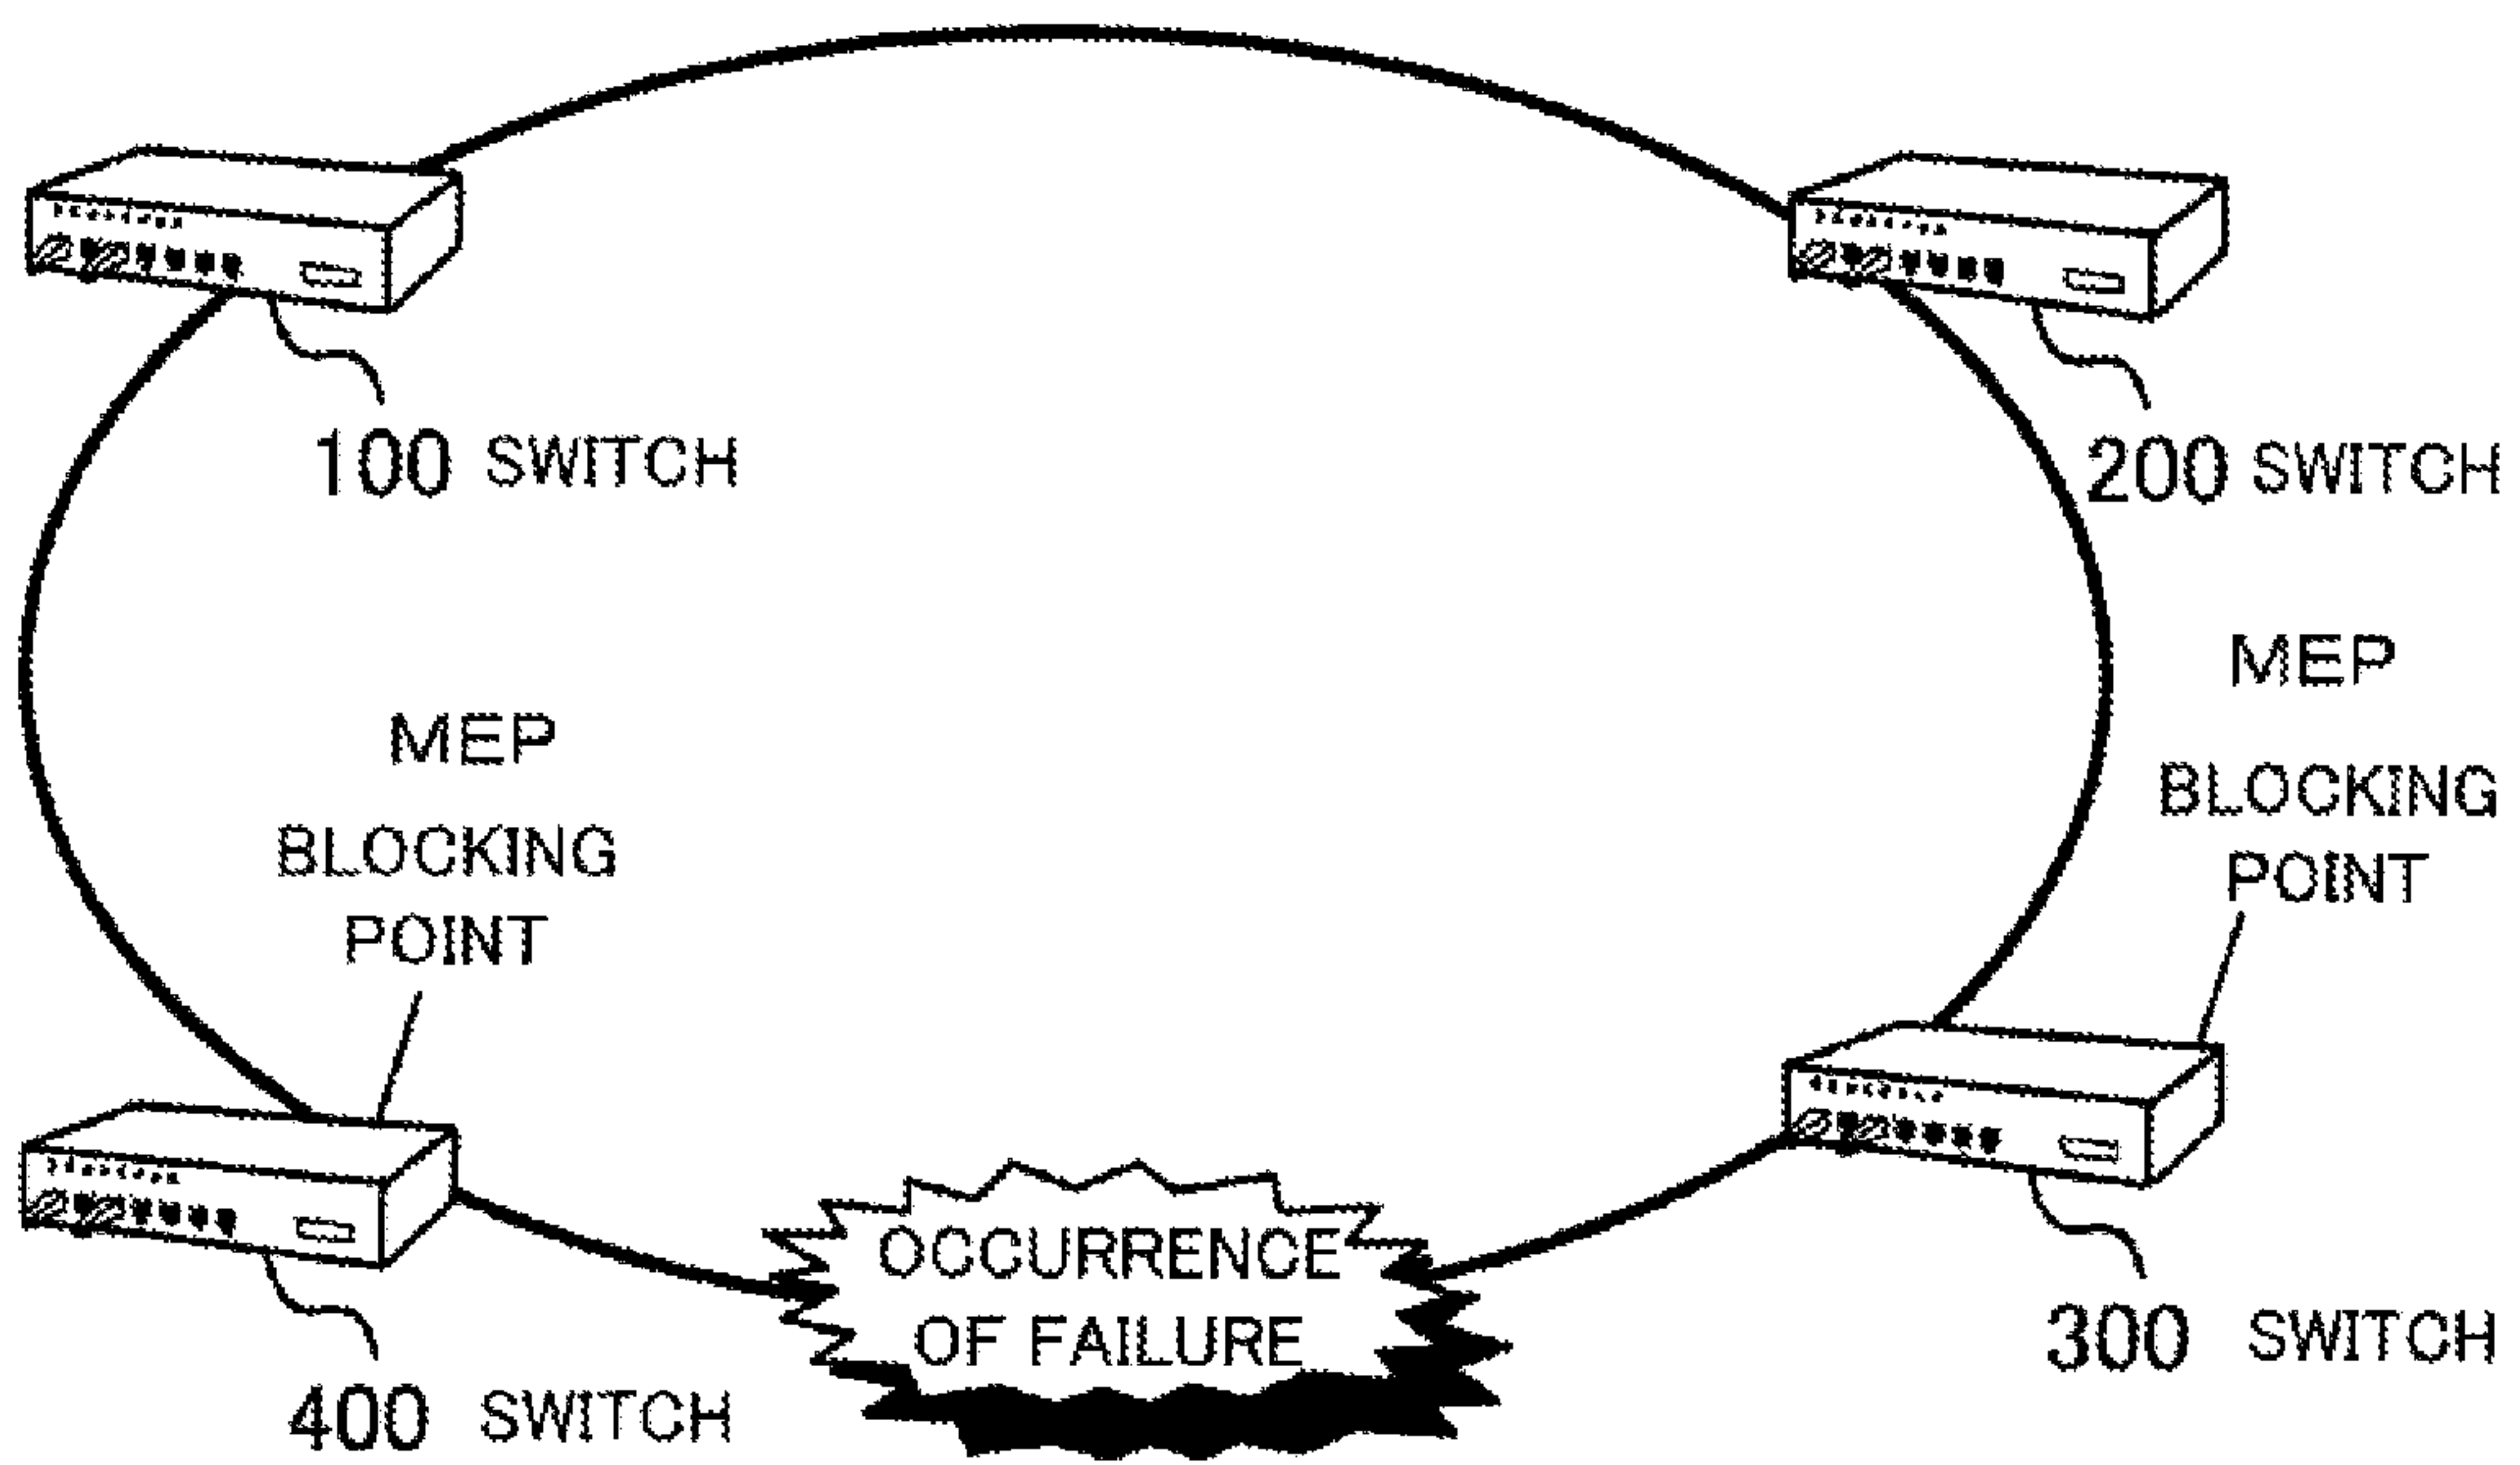 100 SWITCH
200 SWITCH
MEP
BLOCKING
POINT
MEP
BLOCKING
POINT
OCCURRENCE
OF FAILURE
300 SWITCH
400 SWITCH